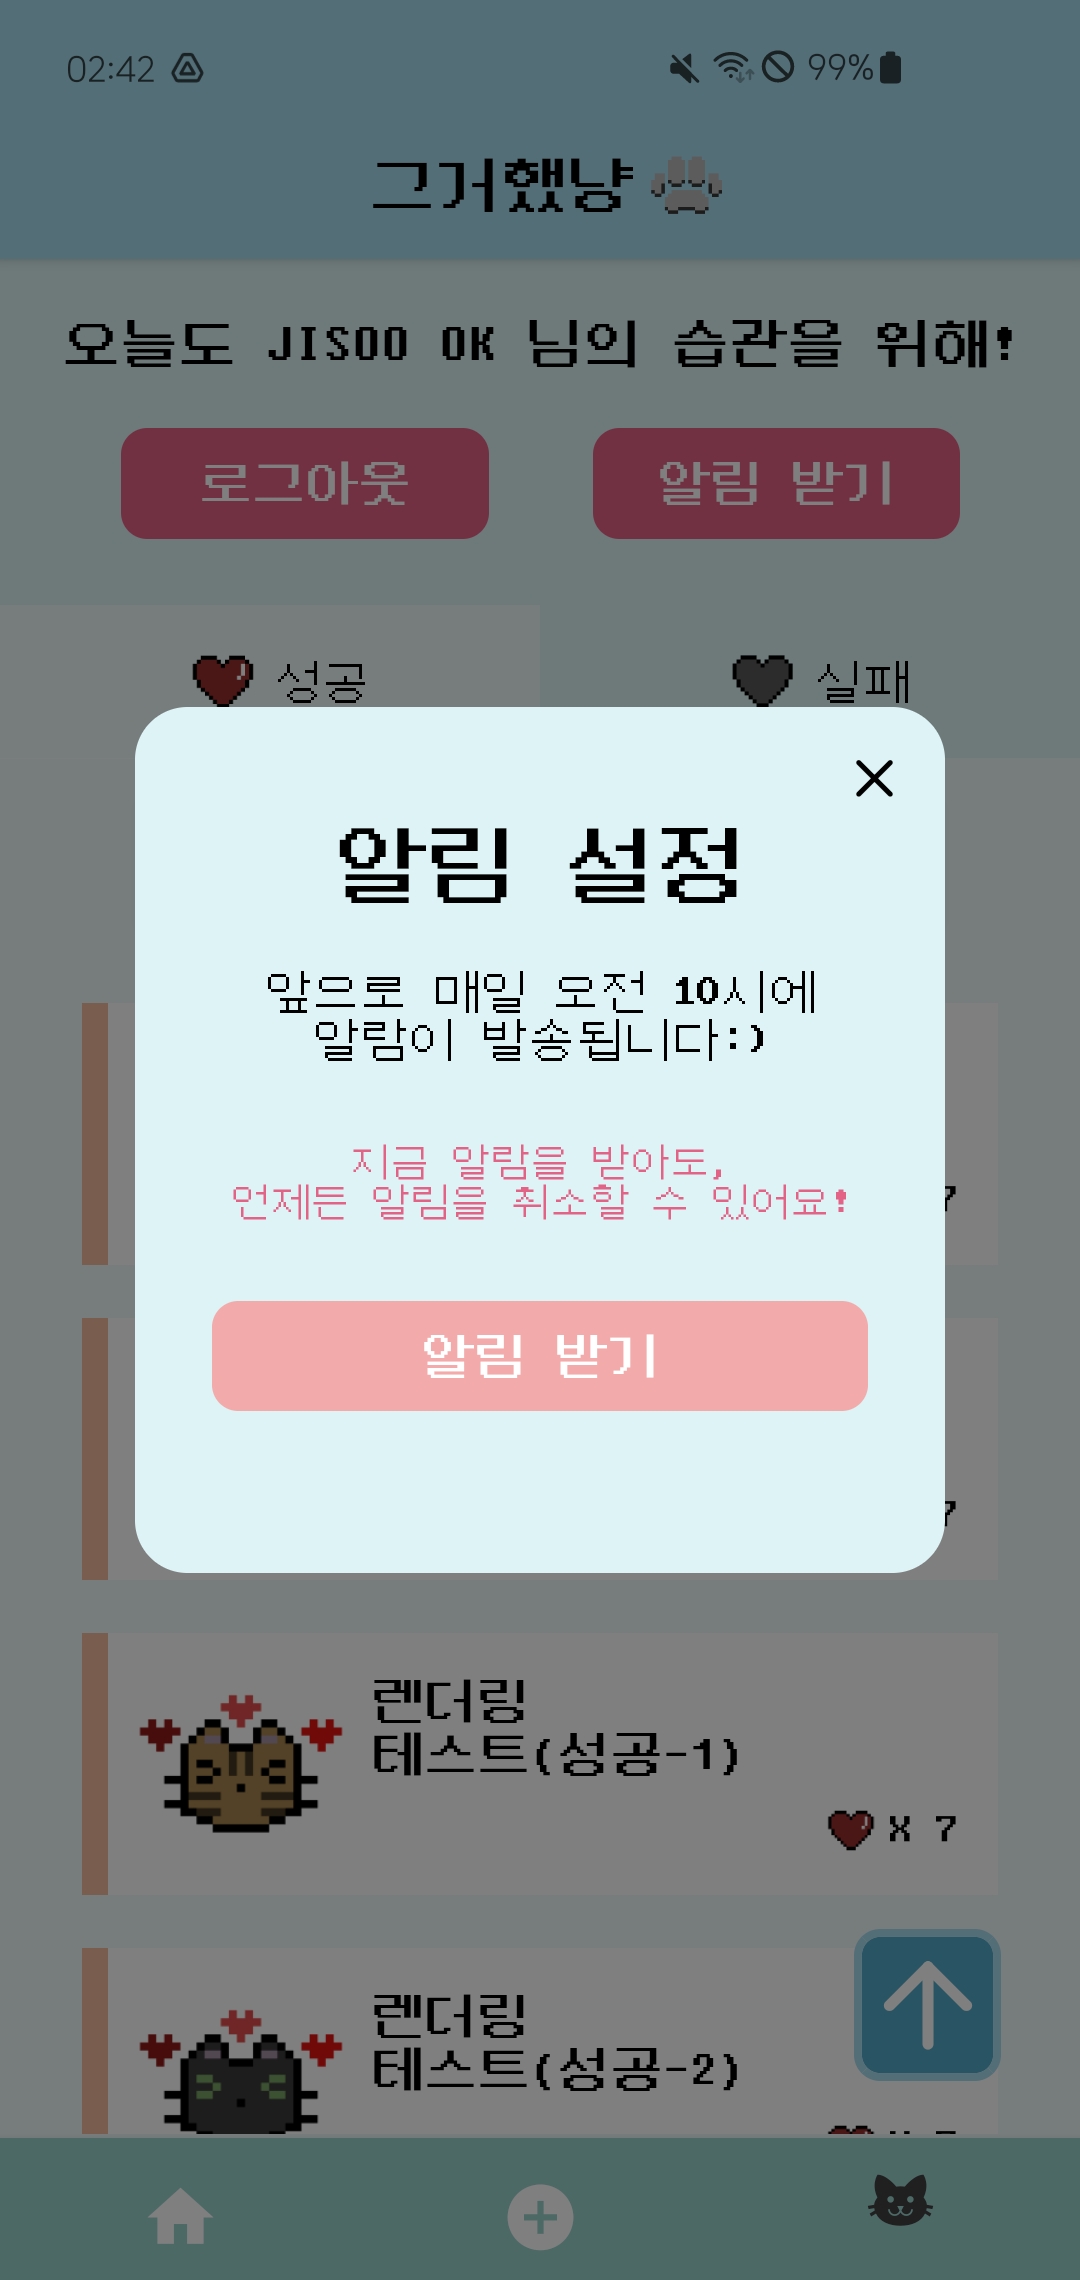 02:42
99%
그거했냥
오늘도 JISOO OK 님의 습관을 위해!
로그아웃
알림 받기
성공
실패
알림 설정
앞으로 매일 오전 10시에
알람이 발송됩니다:)
지금 알람을 받아도,
언제든 알림을 취소할 수 있어요!
7
알림 받기
7
렌더링
테스트(성공-1)
X 7
렌더링
테스트(성공-2)